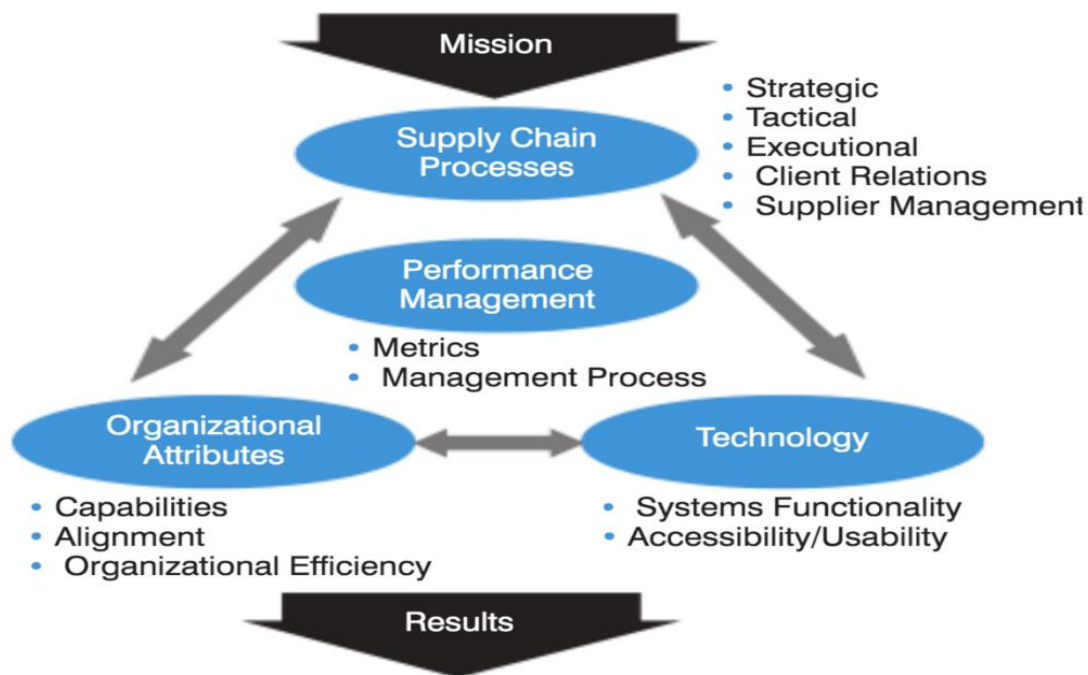 Mission
Supply Chain
Processes
• Strategic
• Tactical
• Executional
• Client Relations
• Supplier Management
Performance
Management
• Metrics
• Management Process
Organizational
Attributes
• Capabilities
• Alignment
• Organizational Efficiency
Technology
• Systems Functionality
• Accessibility/Usability
Results